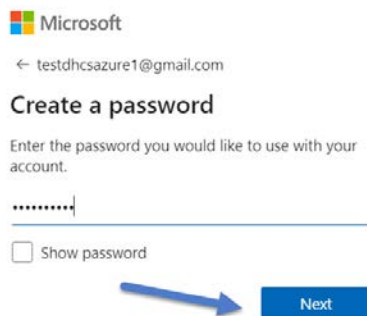 Microsoft
← testdhcsazure1@gmail.com
Create a password
Enter the password you would like to use with your
account.
••••••••••
Show password
Next